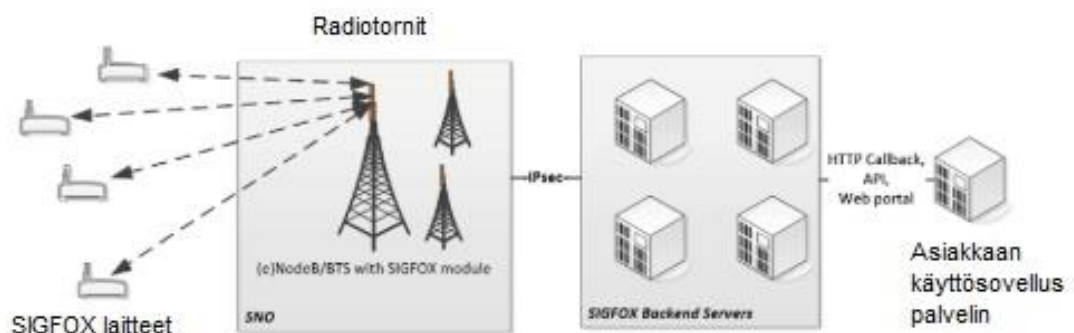 Radiotornit
(e)NodeB/BTS with SIGFOX module
SNO
SIGFOX laitteet
IPsec
SIGFOX Backend Servers
HTTP Callback,
API,
Web portal
Asiakkaan
käyttösovellus
palvelin